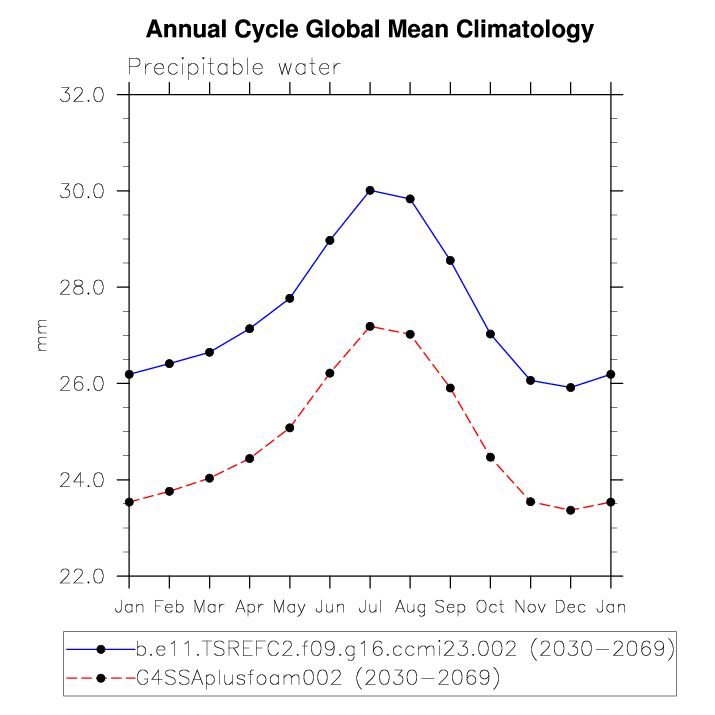 Annual Cycle Global Mean Climatology
Precipitable water
32.0
30.0
28.0
26.0
24.0
22.0
mm
Jan Feb Mar Apr May Jun Jul Aug Sep Oct Nov Dec Jan
b.e11.TSREFC2.f09.g16.ccmi23.002 (2030-2069)
G4SSAplusfoam002 (2030-2069)